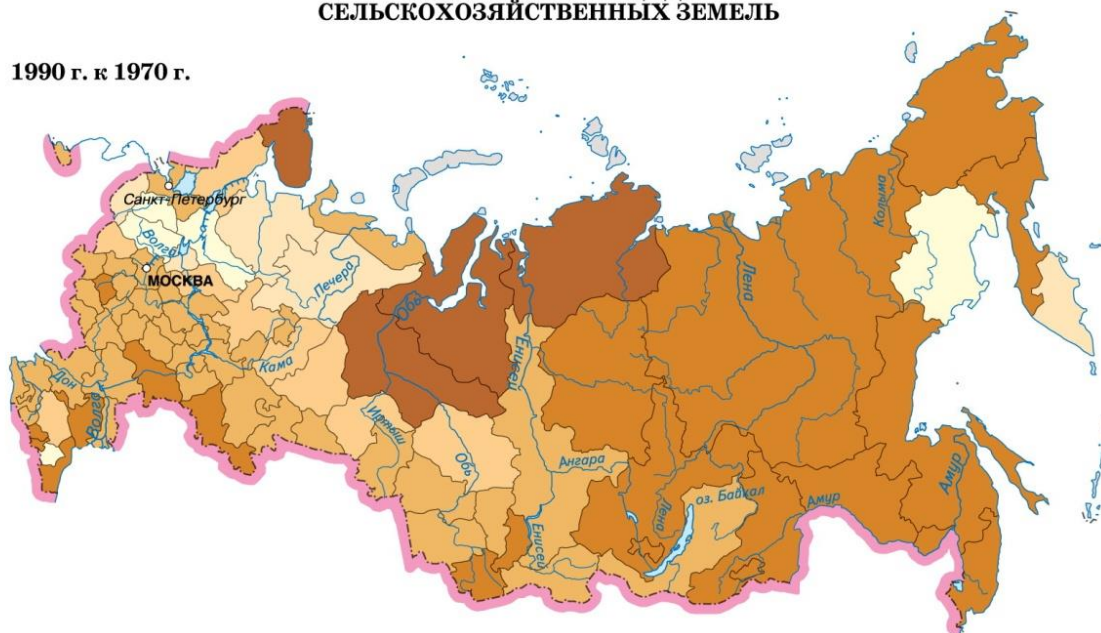 СЕЛЬСКОХОЗЯЙСТВЕННЫХ ЗЕМЕЛЬ
1990 г. к 1970 г.
Санкт-Петербург
Волга
МОСКВА
Печера
Обь
Енисей
Лена
Колыма
Кама
Дон
Волга
Иртыш
Обь
Ангара
Енисей
Лена
оз. Байкал
Амур
Амур